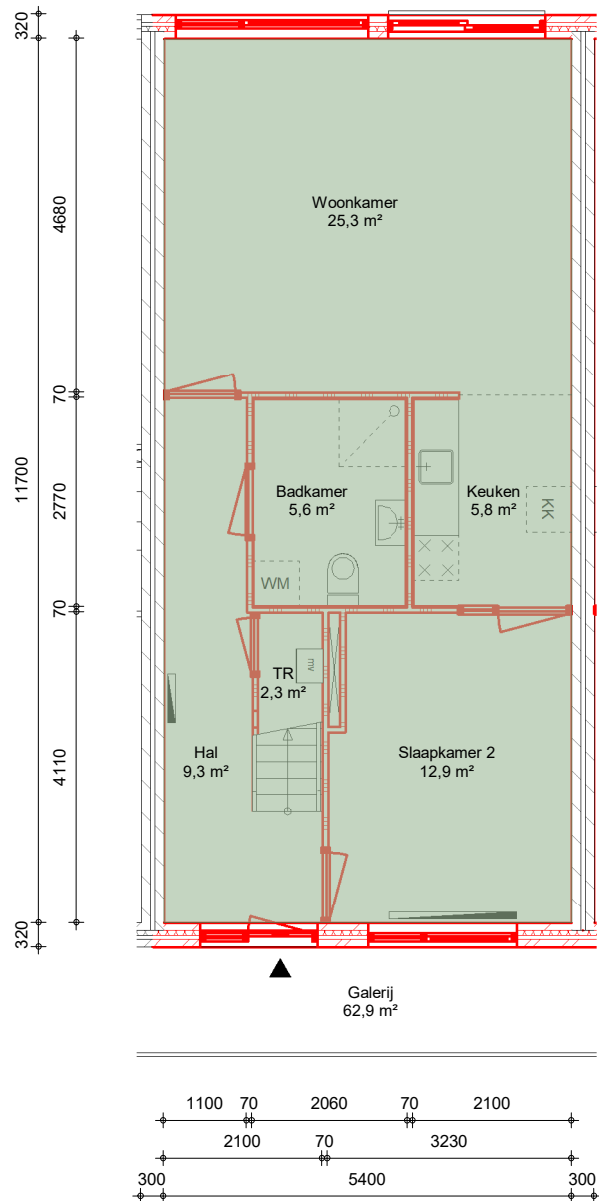 320
4680
70
11700
2770
70
4110
320
Woonkamer
25,3 m²
Badkamer
5,6 m²
Keuken
5,8 m²
KK
WM
TR
2,3 m²
mv
Hal
9,3 m²
Slaapkamer 2
12,9 m²
Galerij
62,9 m²
1100 70 2060 70 2100
2100 70 3230
300 5400 300